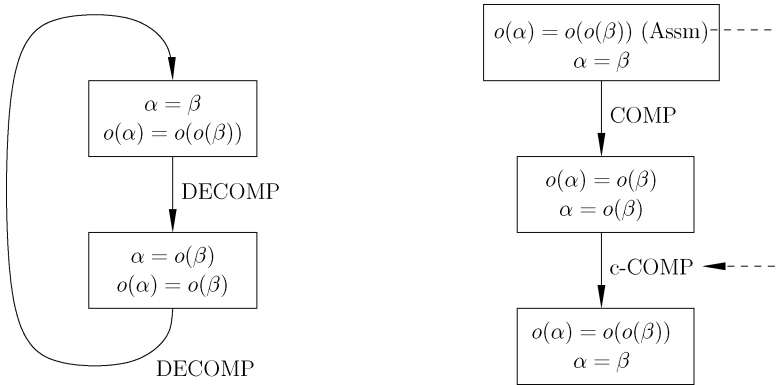 α = β
o(α) = o(o(β))
DECOMP
α = o(β)
o(α) = o(β)
DECOMP
o(α) = o(o(β)) (Assm)
α = β
COMP
o(α) = o(β)
α = o(β)
c-COMP
o(α) = o(o(β))
α = β